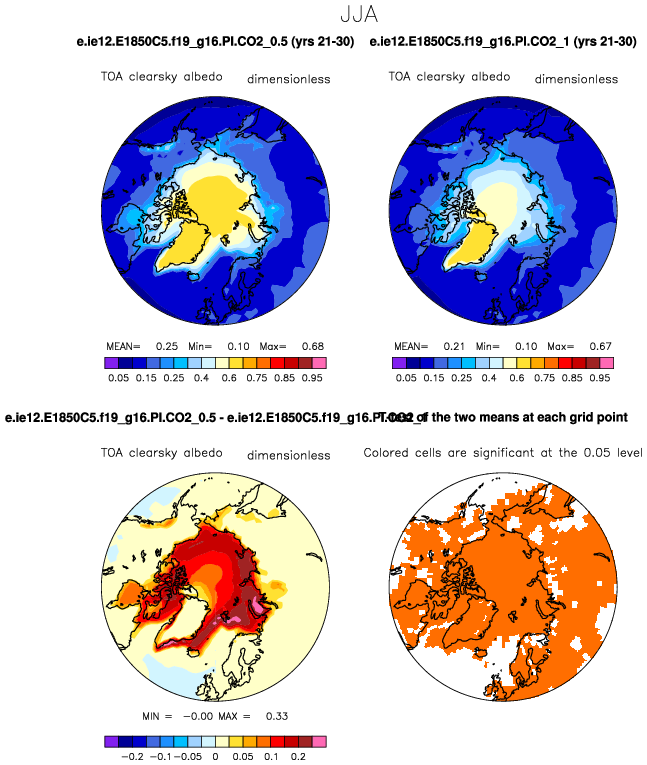 JJA
e.ie12.E1850C5.f19_g16.PI.CO2_0.5 (yrs 21-30)
e.ie12.E1850C5.f19_g16.PI.CO2_1 (yrs 21-30)
TOA clearsky albedo dimensionless
TOA clearsky albedo dimensionless
MEAN= 0.25 Min= 0.10 Max= 0.68
0.05 0.15 0.25 0.4 0.6 0.75 0.85 0.95
MEAN= 0.21 Min= 0.10 Max= 0.67
0.05 0.15 0.25 0.4 0.6 0.75 0.85 0.95
e.ie12.E1850C5.f19_g16.PI.CO2_0.5 - e.ie12.E1850C5.f19_g16.PI.CO2_1
T-test of the two means at each grid point
TOA clearsky albedo dimensionless
Colored cells are significant at the 0.05 level
MIN = -0.00 MAX = 0.33
-0.2 -0.1 -0.05 0 0.05 0.1 0.2